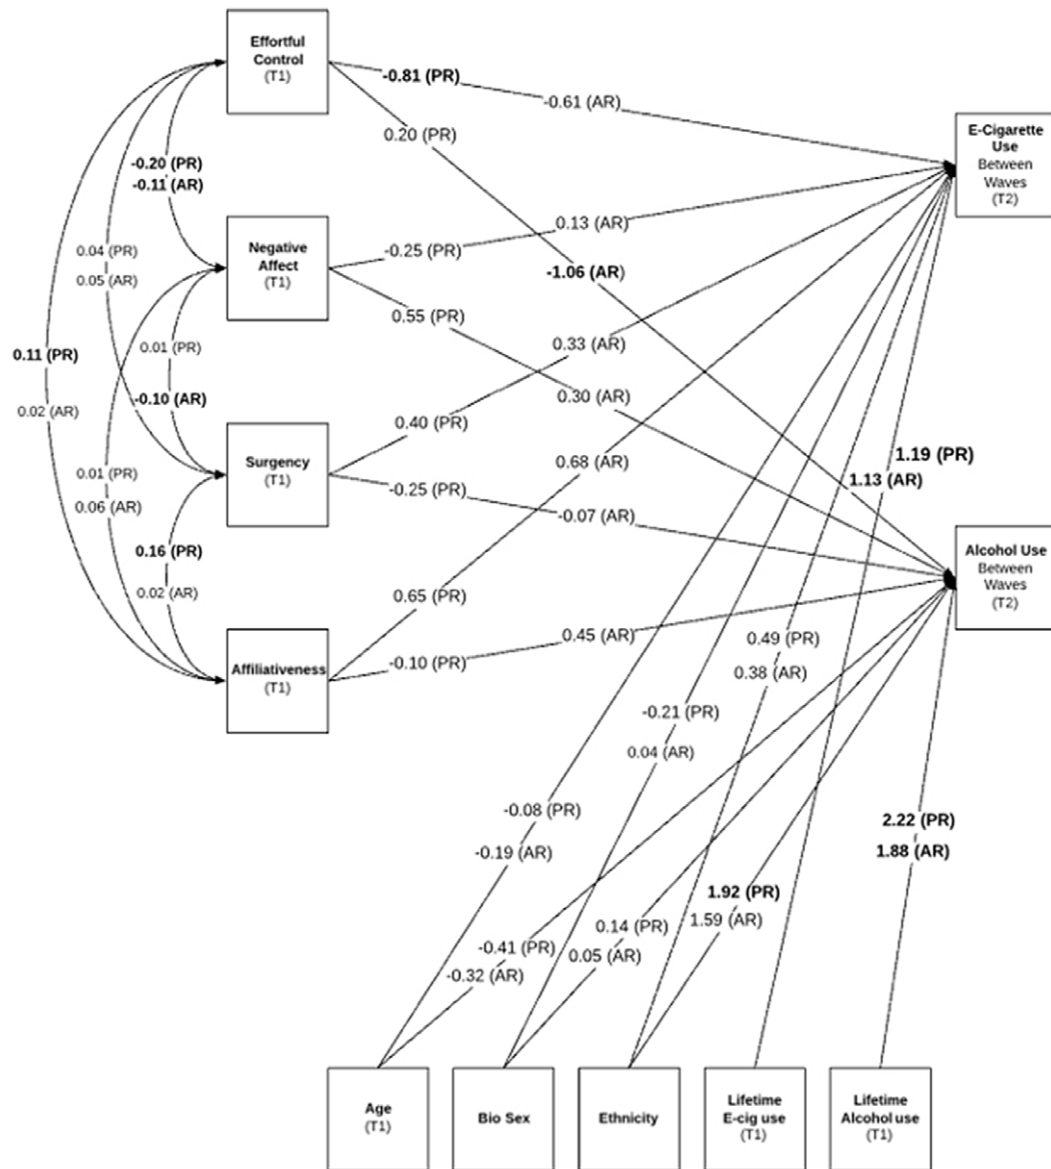 Effortful
Control
(T1)
-0.81 (PR)
-0.61 (AR)
0.20 (PR)
E-Cigarette
Use
Between
Waves
(T2)
-0.20 (PR)
-0.11 (AR)
Negative
Affect
(T1)
0.13 (AR)
-0.25 (PR)
0.04 (PR)
0.05 (AR)
-1.06 (AR)
0.55 (PR)
0.01 (PR)
0.33 (AR)
0.11 (PR)
-0.10 (AR)
0.30 (AR)
0.02 (AR)
0.40 (PR)
Surgency
(T1)
0.68 (AR)
1.19 (PR)
1.13 (AR)
0.01 (PR)
0.06 (AR)
-0.25 (PR)
-0.07 (AR)
0.16 (PR)
0.02 (AR)
Alcohol Use
Between
Waves
(T2)
0.65 (PR)
0.45 (AR)
0.49 (PR)
0.38 (AR)
Affiliativeness
(T1)
-0.10 (PR)
-0.21 (PR)
0.04 (AR)
-0.08 (PR)
-0.19 (AR)
2.22 (PR)
1.88 (AR)
1.92 (PR)
1.59 (AR)
0.14 (PR)
0.05 (AR)
-0.41 (PR)
-0.32 (AR)
Age
(T1)
Bio Sex
Ethnicity
Lifetime
E-cig use
(T1)
Lifetime
Alcohol use
(T1)